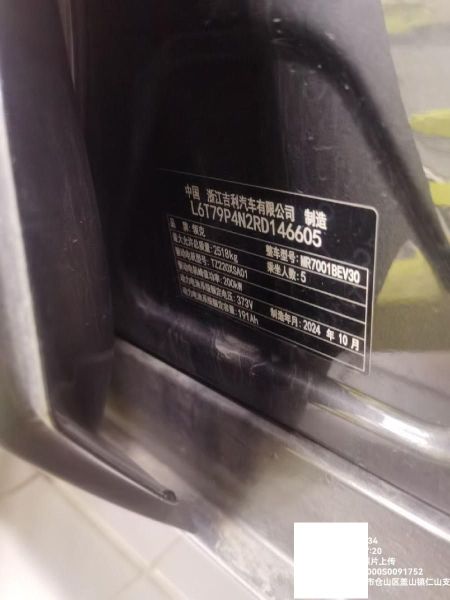 中国 浙江吉利汽车有限公司 制造
L6T79P4N2RD146605
品 牌:领克 整车型号:MR7001BEV30
最大允许总质量:2518kg 乘坐人数:5
驱动电机型号:TZ220XSA01
驱动电机峰值功率:200kW
动力电池系统额定电压:373V 制造年月:2024 年 10 月
动力电池系统额定容量:191Ah
34
:20
片上传
00050091752
市仓山区盖山镇仁山支